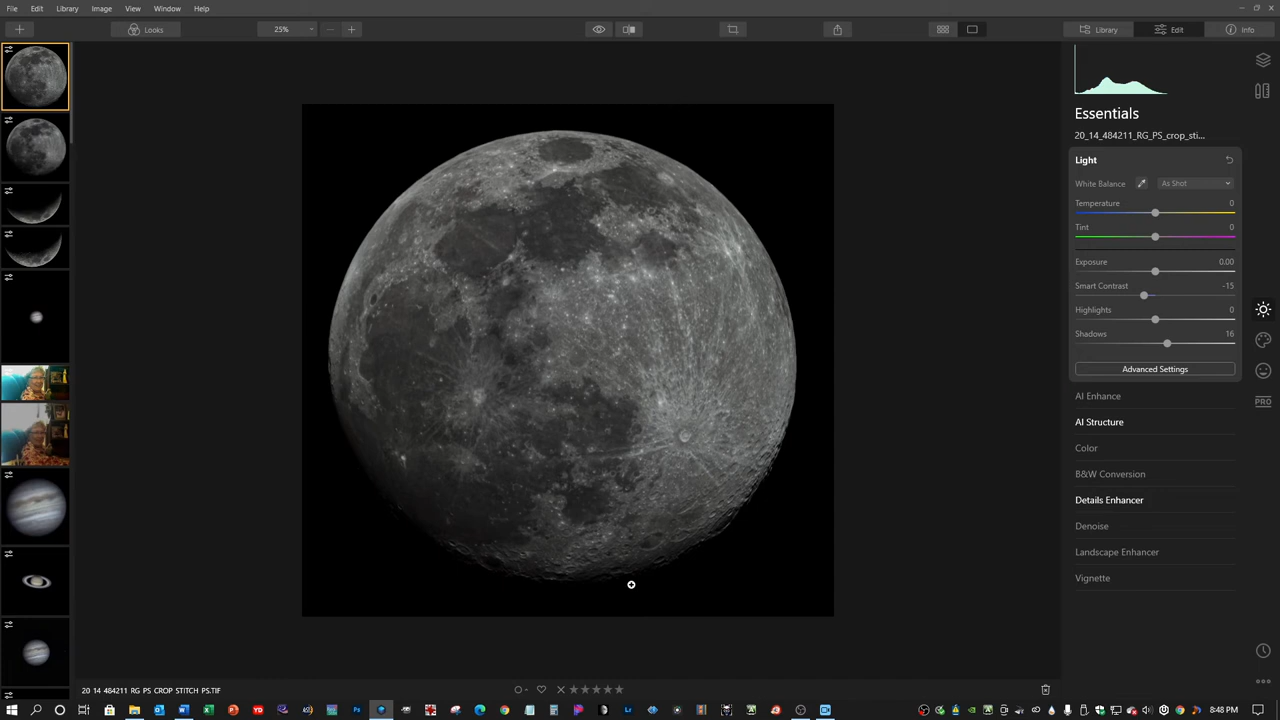 File Edit Library Image View Window Help
Looks 25% Library Edit Info
Essentials
20_14_484211_RG_PS_crop_sti...
Light
White Balance As Shot
Temperature 0
Tint 0
Exposure 0.00
Smart Contrast -15
Highlights 0
Shadows 16
Advanced Settings
AI Enhance
PRO
AI Structure
Color
B&W Conversion
Details Enhancer
Denoise
Landscape Enhancer
Vignette
20 14 484211 RG PS CROP STITCH PS.TIF
8:48 PM